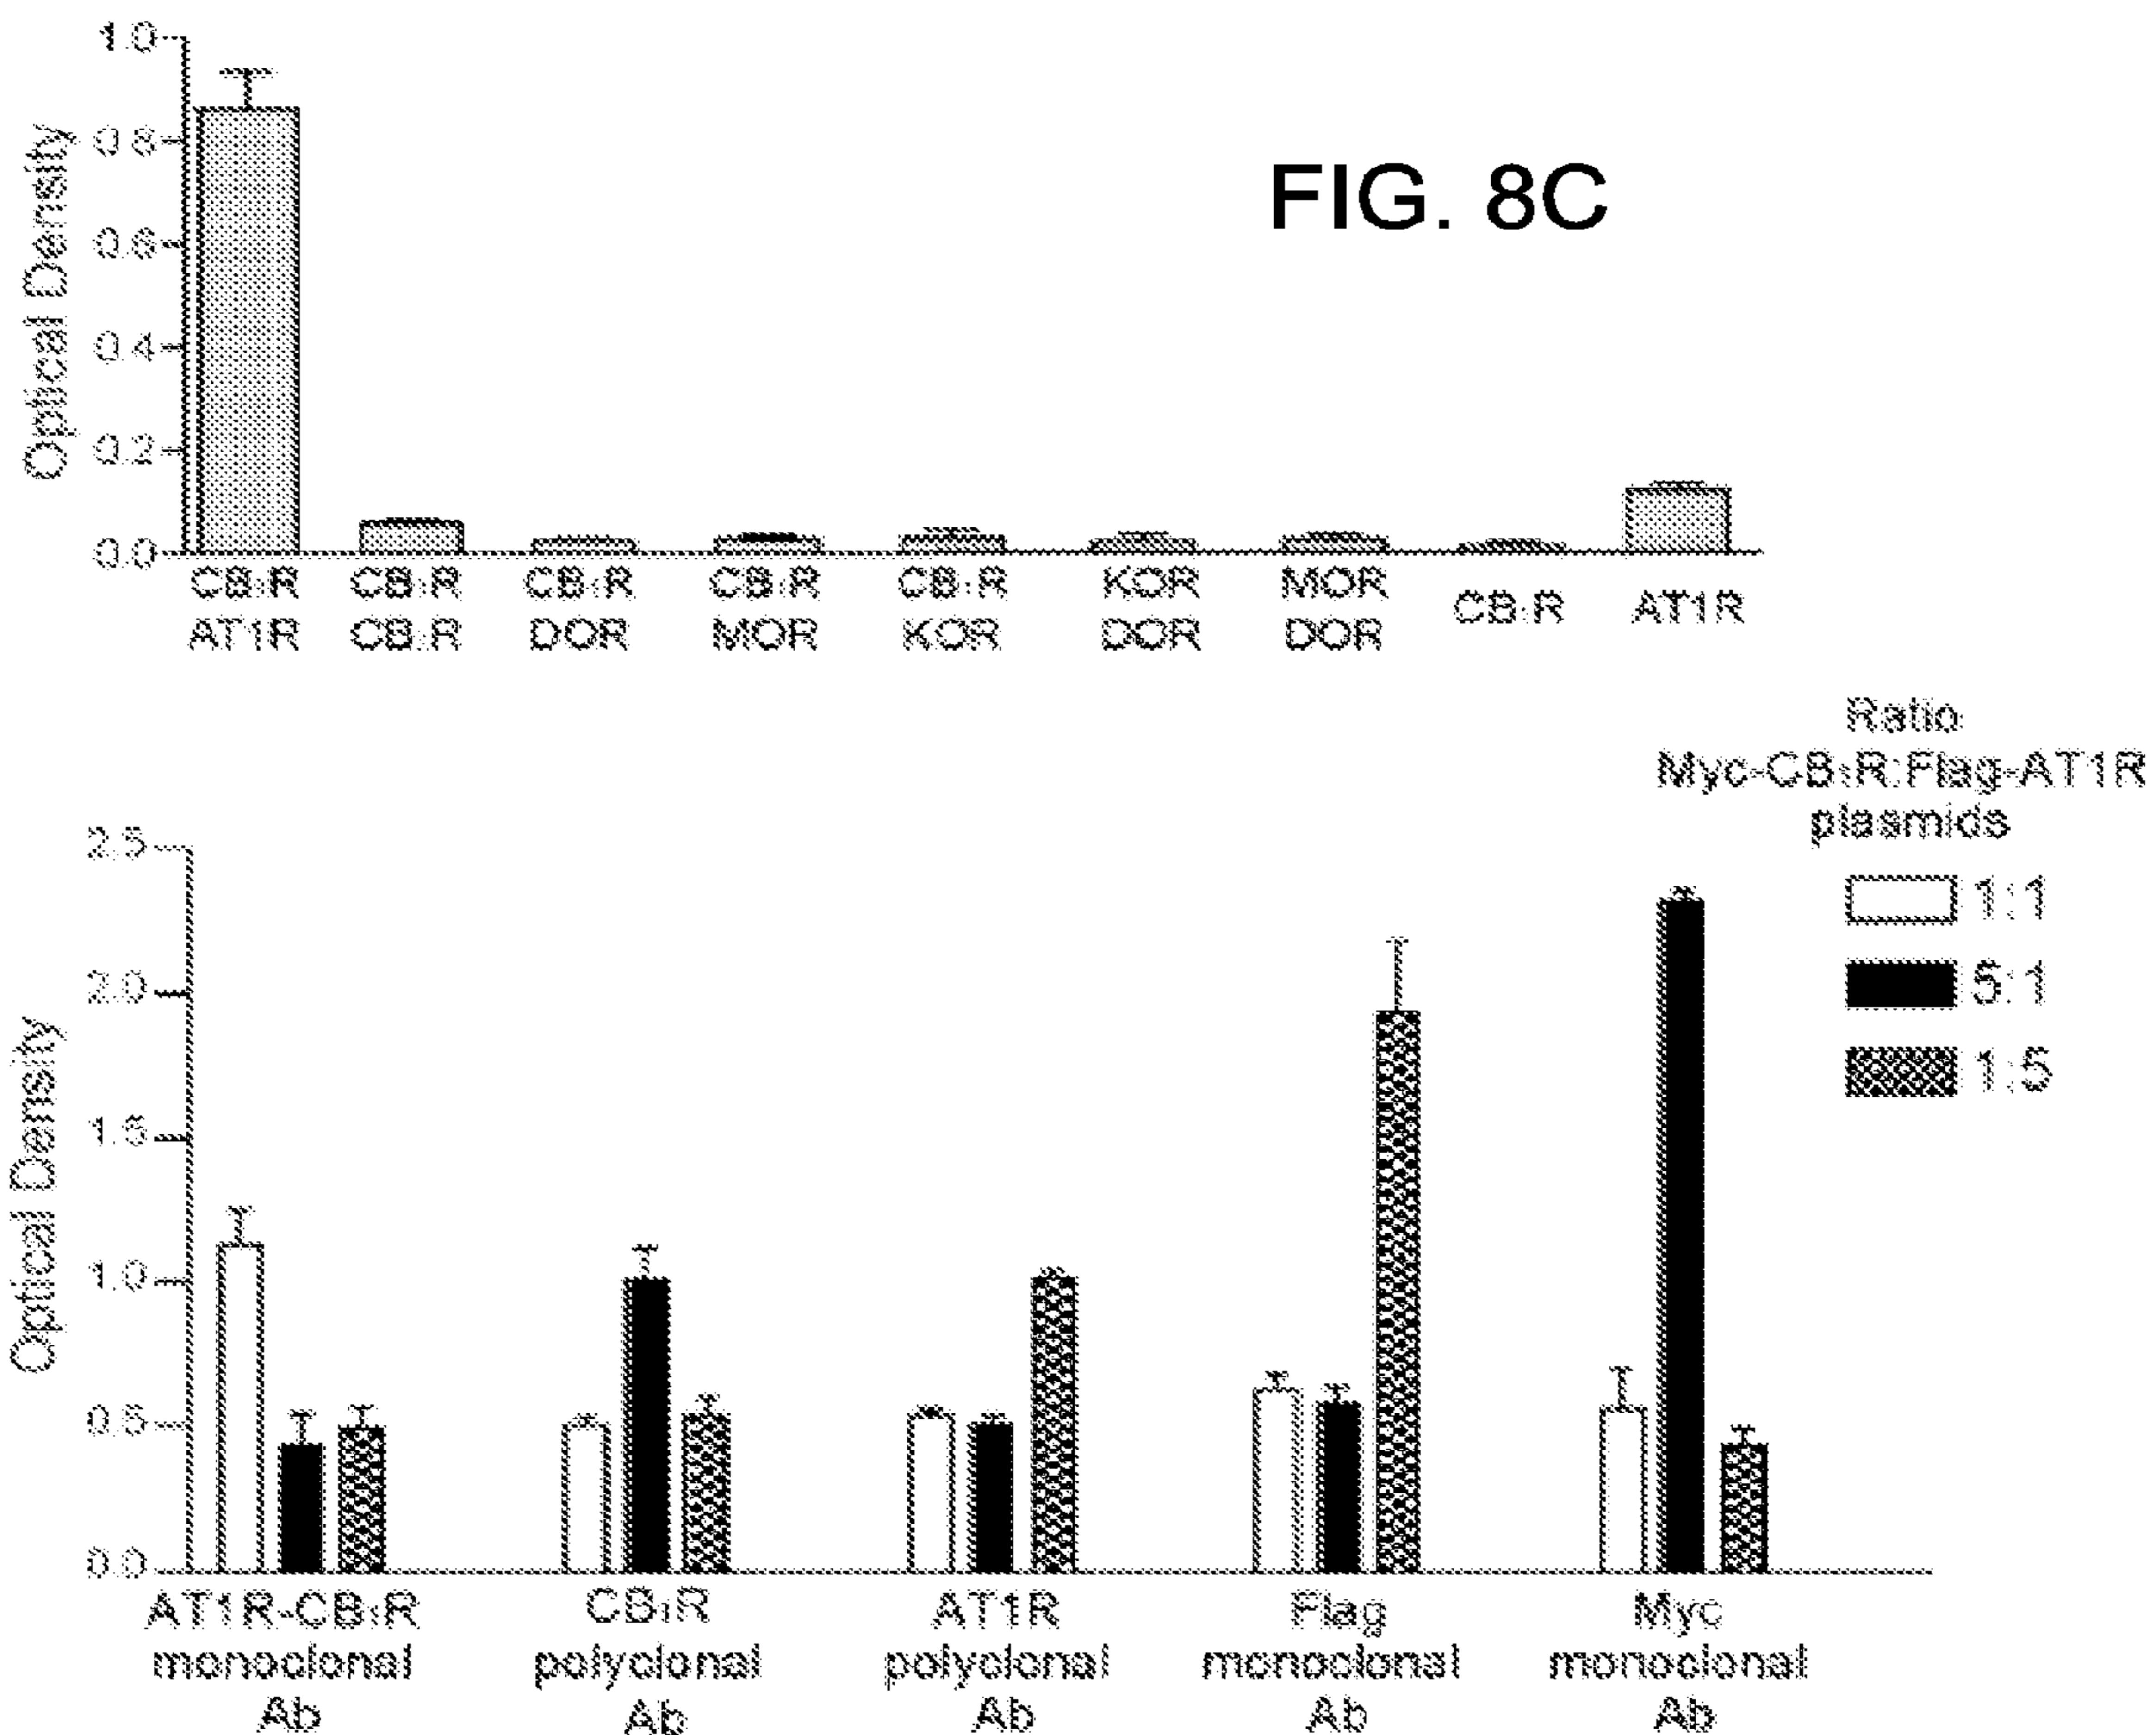 FIG. 8C
Optical Density
1.0
0.8
0.6
0.4
0.2
0.0
CB₁R AT1R
CB₁R CB₁R
CB₁R DOR
CB₁R MOR
CB₁R KOR
KOR DOR
MOR DOR
CB₁R
AT1R
Ratio
Myc-CB₁R:Flag-AT1R
plasmids
1:1
5:1
1:5
Optical Density
2.5
2.0
1.5
1.0
0.5
0.0
AT1R-CB₁R
monoclonal
Ab
CB₁R
polyclonal
Ab
AT1R
polyclonal
Ab
Flag
monoclonal
Ab
Myc
monoclonal
Ab